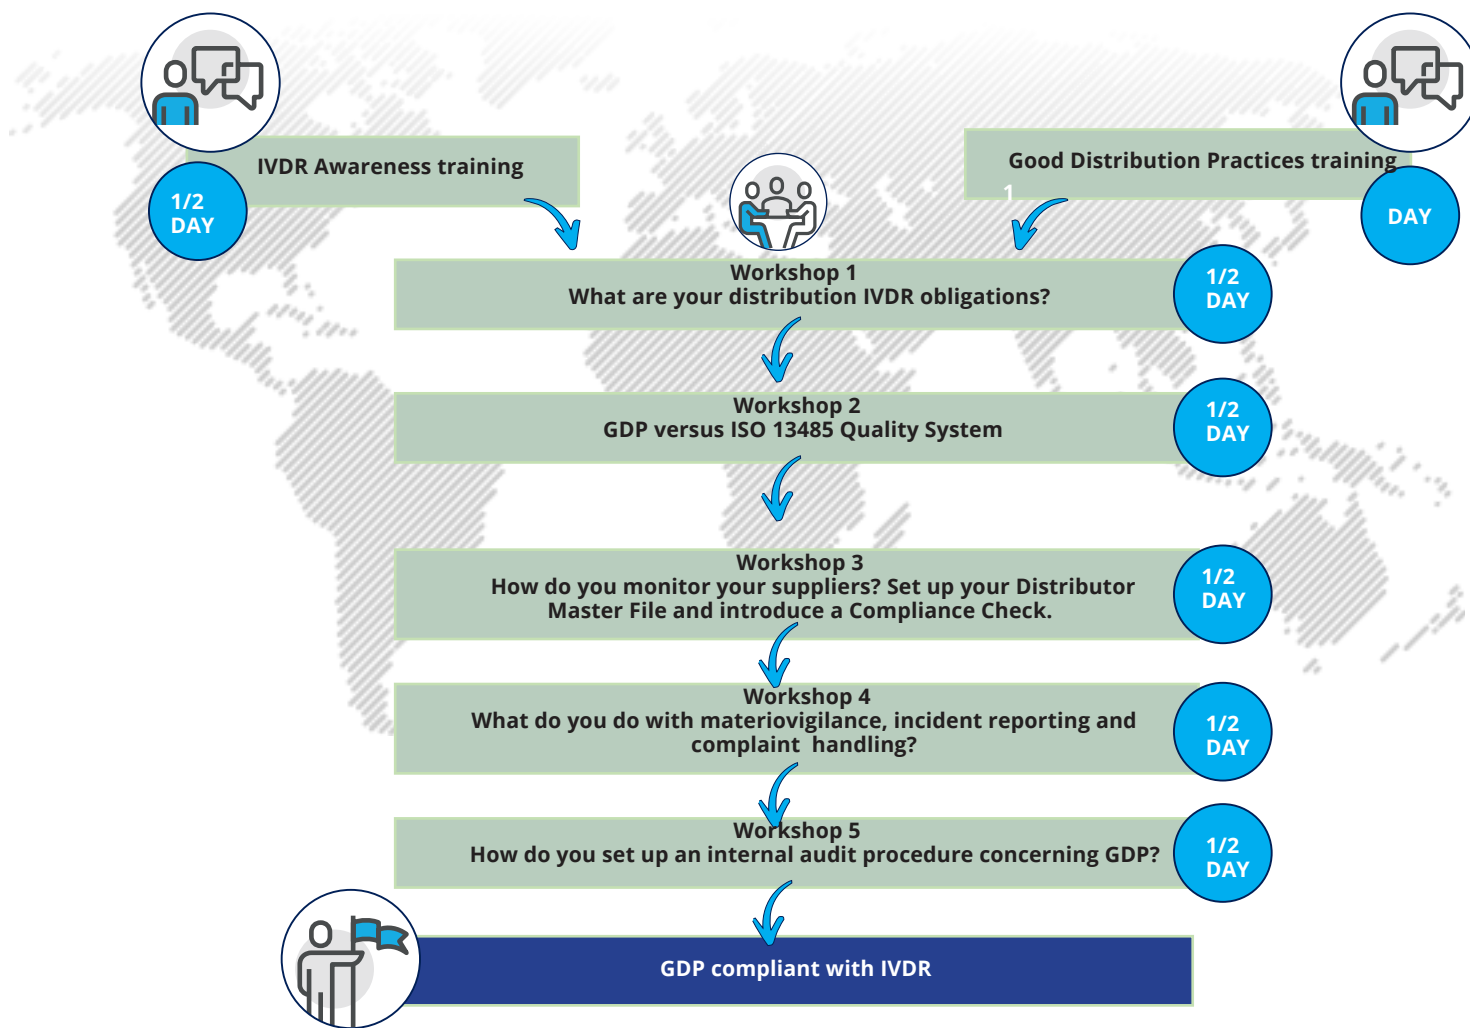 IVDR Awareness training
1/2
DAY
Good Distribution Practices training
1
DAY
Workshop 1
What are your distribution IVDR obligations?
1/2
DAY
Workshop 2
GDP versus ISO 13485 Quality System
1/2
DAY
Workshop 3
How do you monitor your suppliers? Set up your Distributor
Master File and introduce a Compliance Check.
1/2
DAY
Workshop 4
What do you do with materiovigilance, incident reporting and
complaint handling?
1/2
DAY
Workshop 5
How do you set up an internal audit procedure concerning GDP?
1/2
DAY
GDP compliant with IVDR